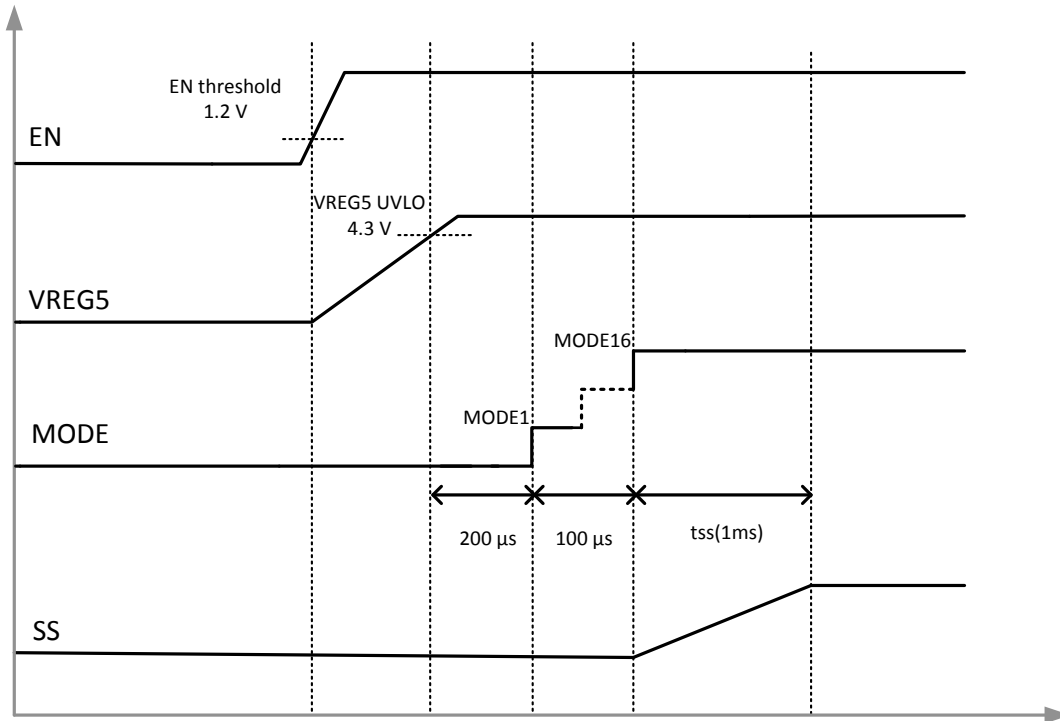 EN threshold
1.2 V
EN
VREG5 UVLO
4.3 V
VREG5
MODE16
MODE1
MODE
200 µs
100 µs
tss(1ms)
SS